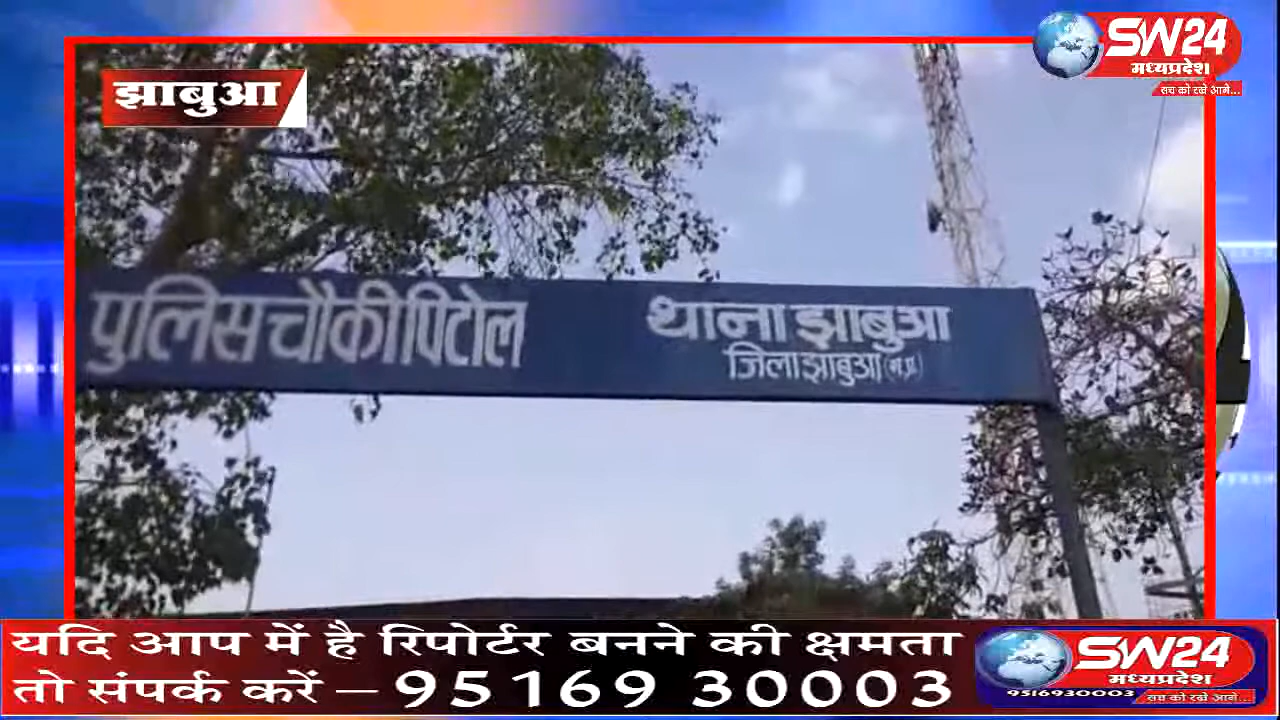 झाबुआ
SW24
मध्यप्रदेश
सच को रखे आगे...
पुलिस चौकी पिटोल
थाना झाबुआ
जिला झाबुआ (म.प्र.)
यदि आप में है रिपोर्टर बनने की क्षमता
तो संपर्क करें – 95169 30003
SW24
मध्यप्रदेश
9516930003
सच को रखे आगे...